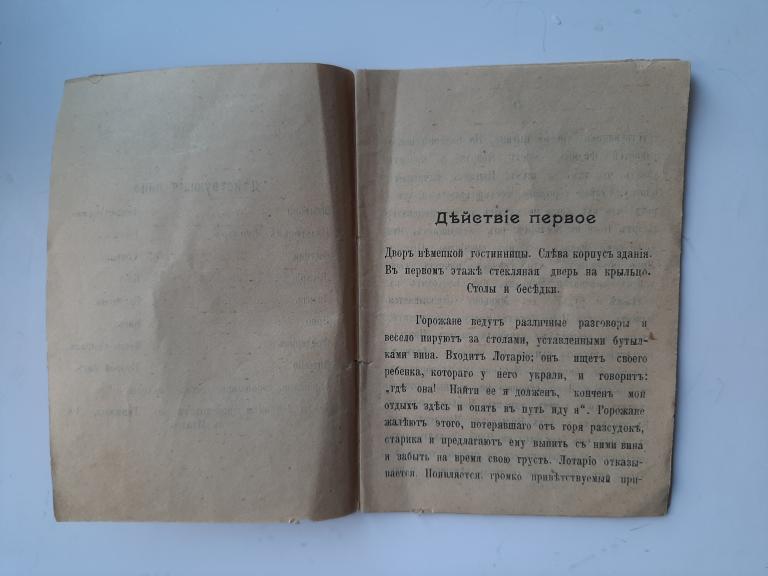 Дѣйствіе первое
Дворъ нѣмецкой гостинницы. Слѣва корпусъ зданія.
Въ первомъ этажѣ стекляная дверь на крыльцо.
Столы и бесѣдки.
Горожане ведутъ различные разговоры и
весело пируютъ за столами, уставленными бутыл-
ками вина. Входитъ Лотаріо; онъ ищетъ своего
ребенка, котораго у него украли, и говоритъ:
„гдѣ она! Найти ее я долженъ, конченъ мой
отдыхъ здѣсь и опять въ путь иду я“. Горожане
жалѣютъ этого, потерявшаго отъ горя разсудокъ,
старика и предлагаютъ ему выпить съ ними вина
и забыть на время свою грусть. Лотаріо отказы-
вается. Появляется, громко привѣтствуемый при-